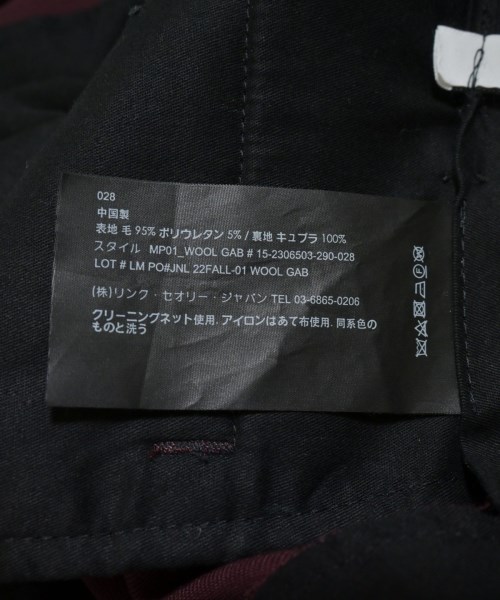 028
中国製
表地 毛 95% ポリウレタン 5% / 裏地 キュプラ 100%
スタイル MP01_WOOL GAB # 15-2306503-290-028
LOT # LM PO#JNL 22FALL-01 WOOL GAB
(株)リンク・セオリー・ジャパン TEL 03-6865-0206
クリーニングネット使用. アイロンはあて布使用. 同系色の
ものと洗う